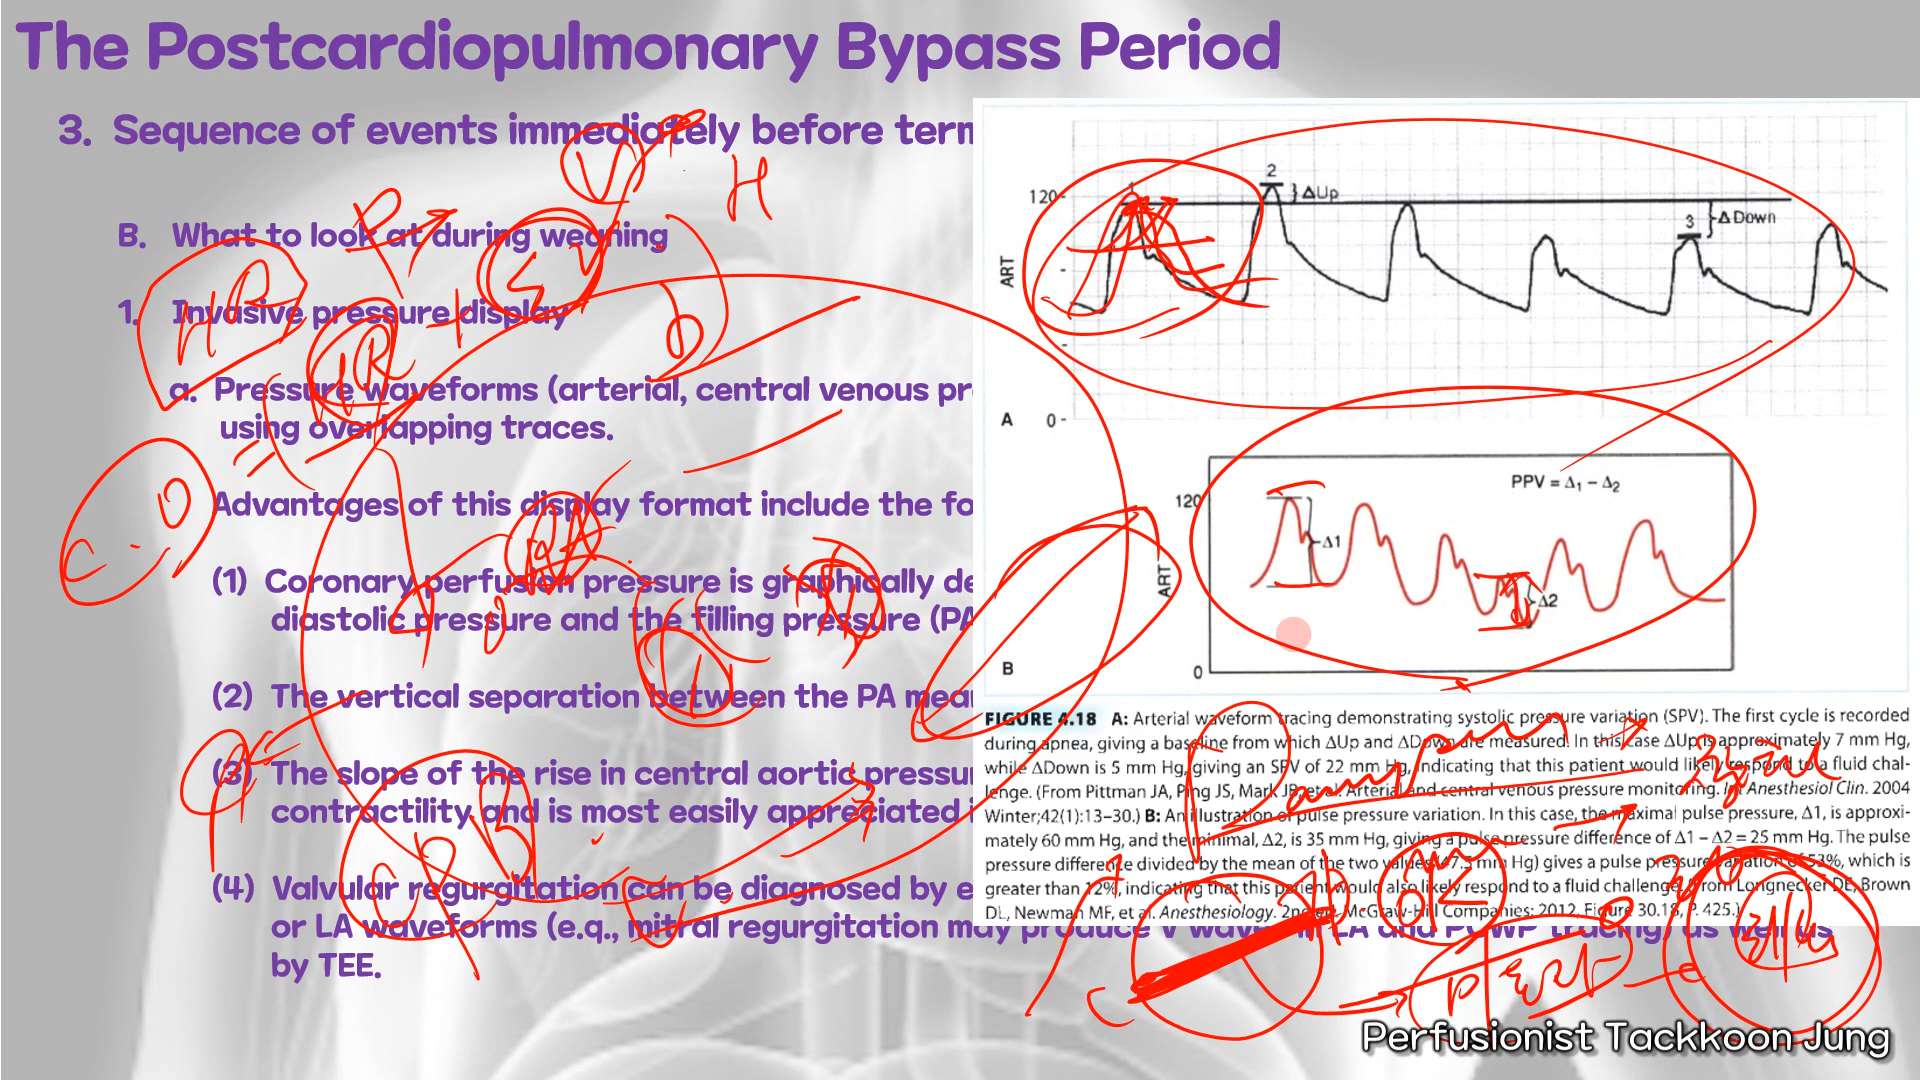 The Postcardiopulmonary Bypass Period
3. Sequence of events immediately before term
B. What to look at during weaning
1. Invasive pressure display
a. Pressure waveforms (arterial, central venous pr
using overlapping traces.
Advantages of this display format include the fo
(1) Coronary perfusion pressure is graphically de
diastolic pressure and the filling pressure (PA
(2) The vertical separation between the PA mea
(3) The slope of the rise in central aortic pressu
contractility and is most easily appreciated i
(4) Valvular regurgitation can be diagnosed by e
or LA waveforms (e.g., mitral regurgitation may produce V waves in LA and PCWP tracing) as well as
by TEE.
H
HR
SV
D
C.O
CPB
120
1
2
ΔUp
3
ΔDown
ART
A
0
PPV = Δ1 – Δ2
120
Δ1
Δ2
ART
B
0
FIGURE 4.18 A: Arterial waveform tracing demonstrating systolic pressure variation (SPV). The first cycle is recorded
during apnea, giving a baseline from which ΔUp and ΔDown are measured. In this case ΔUp is approximately 7 mm Hg,
while ΔDown is 5 mm Hg, giving an SPV of 22 mm Hg, indicating that this patient would likely respond to a fluid chal-
lenge. (From Pittman JA, Ping JS, Mark JB, et al. Arterial and central venous pressure monitoring. Int Anesthesiol Clin. 2004
Winter;42(1):13–30.) B: An illustration of pulse pressure variation. In this case, the maximal pulse pressure, Δ1, is approxi-
mately 60 mm Hg, and the minimal, Δ2, is 35 mm Hg, giving a pulse pressure difference of Δ1 – Δ2 = 25 mm Hg. The pulse
pressure difference divided by the mean of the two values (47.5 mm Hg) gives a pulse pressure variation of 53%, which is
greater than 12%, indicating that this patient would also likely respond to a fluid challenge. (From Longnecker DE, Brown
DL, Newman MF, et al. Anesthesiology. 2nd ed. McGraw-Hill Companies; 2012, Figure 30.18, P. 425.)
Perfusionist Tackkoon Jung